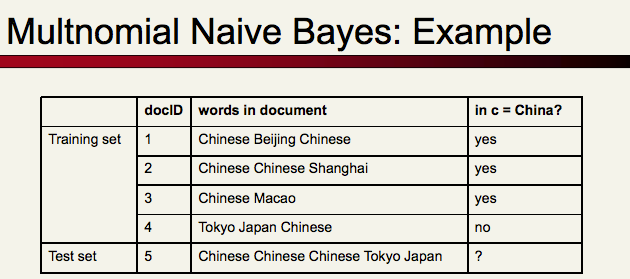 Multnomial Naive Bayes: Example
docID words in document in c = China?
Training set 1 Chinese Beijing Chinese yes
2 Chinese Chinese Shanghai yes
3 Chinese Macao yes
4 Tokyo Japan Chinese no
Test set 5 Chinese Chinese Chinese Tokyo Japan ?